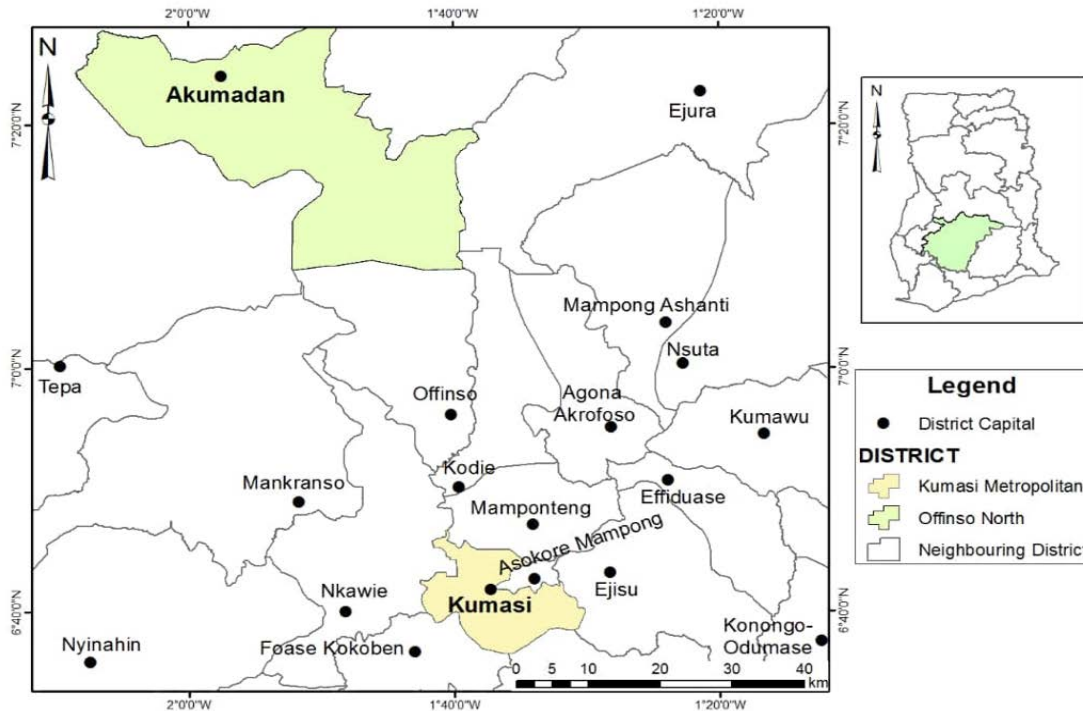 2°0'0"W 1°40'0"W 1°20'0"W
N
Akumadan
Ejura
7°20'0"N
7°20'0"N
N
Mampong Ashanti
Nsuta
7°0'0"N
7°0'0"N
Tepa
Offinso
Agona
Akrofoso
Kumawu
Kodie
Mankranso
Effiduase
Mamponteng
Asokore Mampong
Nkawie
Kumasi
Ejisu
6°40'0"N
6°40'0"N
Nyinahin
Foase Kokoben
Konongo-
Odumase
0 5 10 20 30 40
km
2°0'0"W 1°40'0"W 1°20'0"W
Legend
District Capital
DISTRICT
Kumasi Metropolitan
Offinso North
Neighbouring District